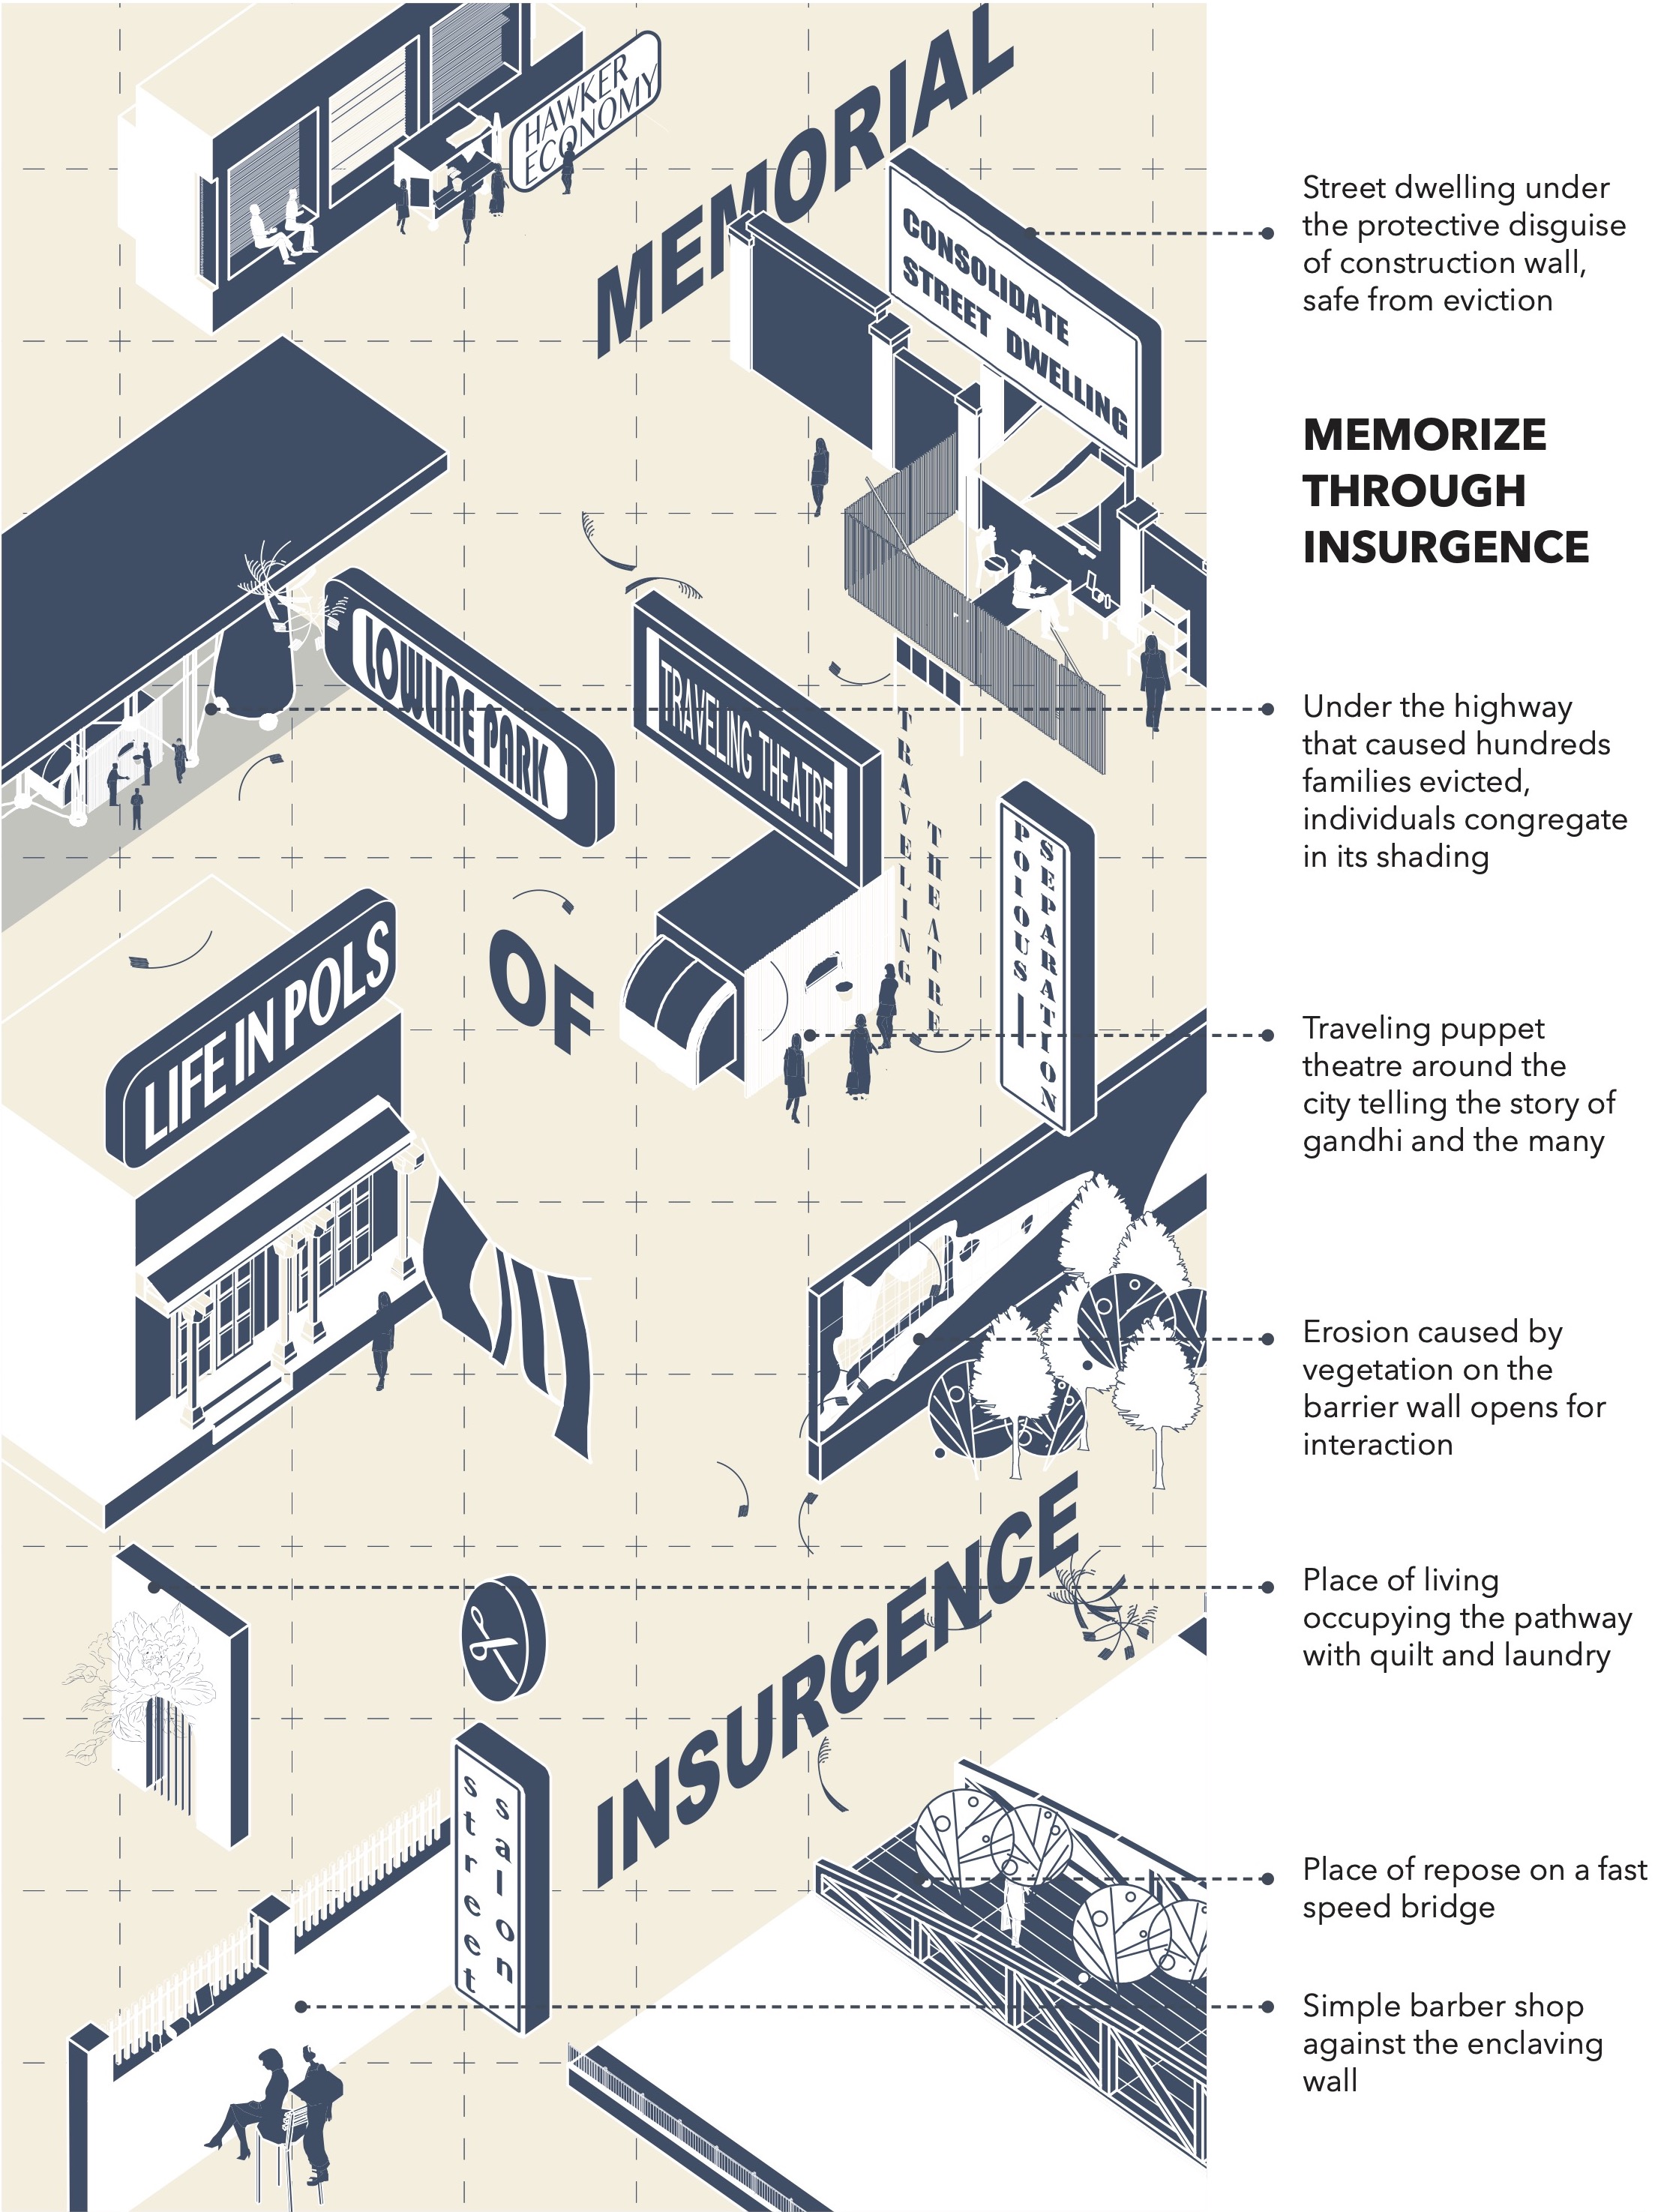 HAWKER
ECONOMY
MEMORIAL
CONSOLIDATE
STREET DWELLING
Street dwelling under
the protective disguise
of construction wall,
safe from eviction
MEMORIZE
THROUGH
INSURGENCE
LOWLINE PARK
TRAVELING THEATRE
TRAVELING
THEATRE
Under the highway
that caused hundreds
families evicted,
individuals congregate
in its shading
POIOUS
SEPARATION
LIFE IN POLS
OF
Traveling puppet
theatre around the
city telling the story of
gandhi and the many
Erosion caused by
vegetation on the
barrier wall opens for
interaction
INSURGENCE
Place of living
occupying the pathway
with quilt and laundry
street
salon
Place of repose on a fast
speed bridge
Simple barber shop
against the enclaving
wall